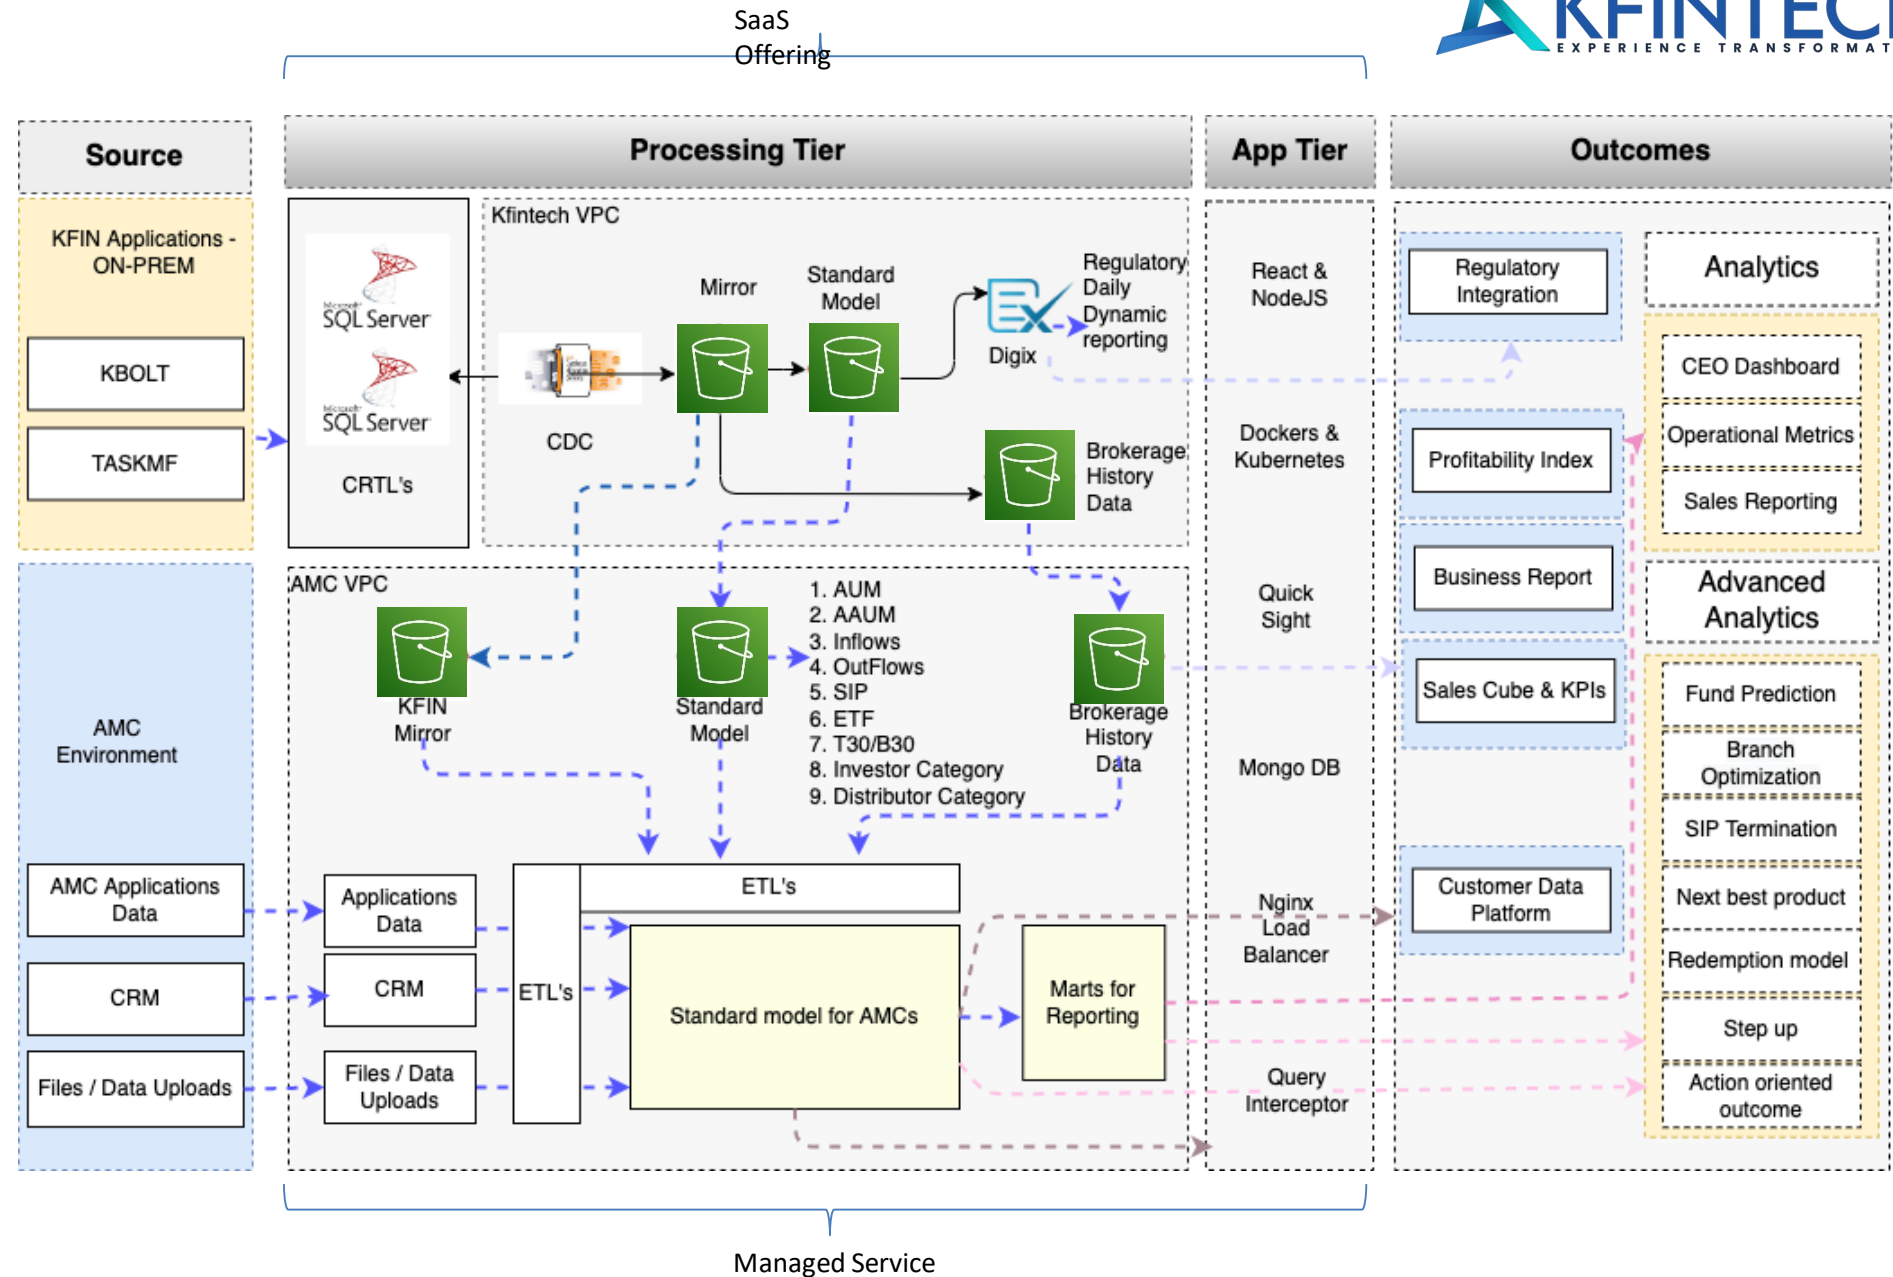 SaaS
Offering
KFINTECH
EXPERIENCE TRANSFORMAT
Source
Processing Tier
App Tier
Outcomes
KFIN Applications -
ON-PREM
KBOLT
TASKMF
AMC
Environment
AMC Applications
Data
CRM
Files / Data Uploads
Microsoft
SQL Server
Microsoft
SQL Server
CRTL's
Kfintech VPC
CDC
Mirror
Standard
Model
Digix
Regulatory
Daily
Dynamic
reporting
Brokerage
History
Data
AMC VPC
KFIN
Mirror
Standard
Model
1. AUM
2. AAUM
3. Inflows
4. OutFlows
5. SIP
6. ETF
7. T30/B30
8. Investor Category
9. Distributor Category
Brokerage
History
Data
Applications
Data
CRM
Files / Data
Uploads
ETL's
ETL's
Standard model for AMCs
Marts for
Reporting
React &
NodeJS
Dockers &
Kubernetes
Quick
Sight
Mongo DB
Nginx
Load
Balancer
Query
Interceptor
Regulatory
Integration
Profitability Index
Business Report
Sales Cube & KPIs
Customer Data
Platform
Analytics
CEO Dashboard
Operational Metrics
Sales Reporting
Advanced
Analytics
Fund Prediction
Branch
Optimization
SIP Termination
Next best product
Redemption model
Step up
Action oriented
outcome
Managed Service